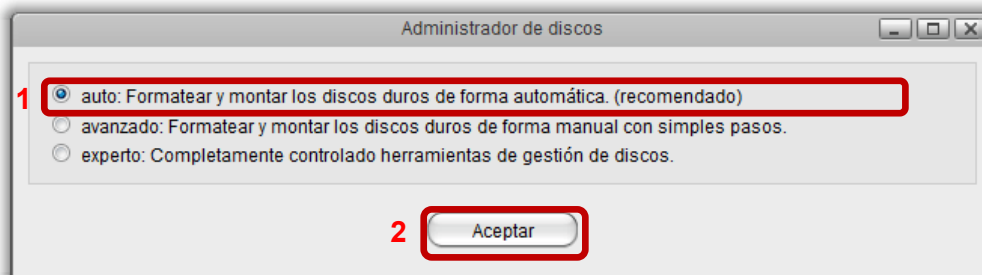 Administrador de discos
1
auto: Formatear y montar los discos duros de forma automática. (recomendado)
avanzado: Formatear y montar los discos duros de forma manual con simples pasos.
experto: Completamente controlado herramientas de gestión de discos.
2 Aceptar